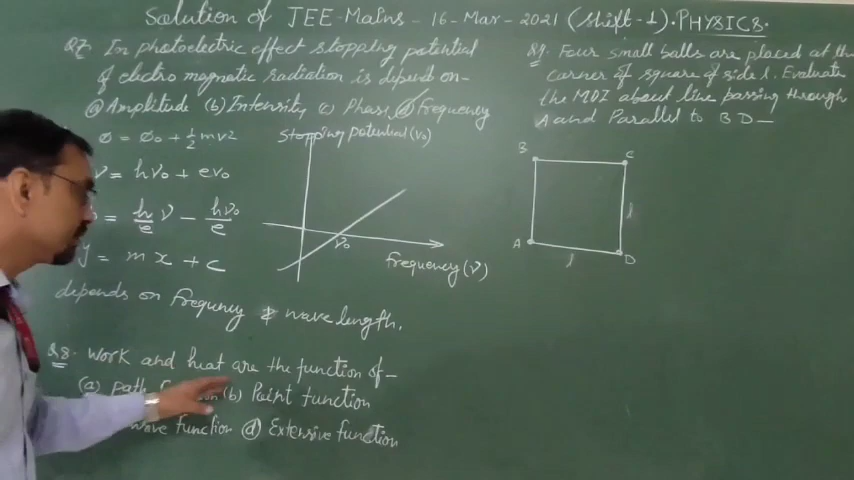 Solution of JEE-Mains - 16-Mar-2021 (shift-1). PHYSICS.
Q7. In photoelectric effect stopping potential
of electro magnetic radiation is depend on-
(a) Amplitude (b) Intensity (c) Phase (d) Frequency
ø = ø₀ + 1/2 mv2
ν = hν₀ + ev₀
= h/e ν - hν₀/e
y = mx + c
depends on Frequency & wave length.
Stopping potential (v₀)
ν₀
frequency (ν)
Q8. Work and heat are the function of -
(a) path (b) Point function
wave function (d) Extensive function
Q9. Four small balls are placed at the
corner of square of side l. Evaluate
the MOI about line passing through
A and Parallel to BD -
B C
l
A D
l